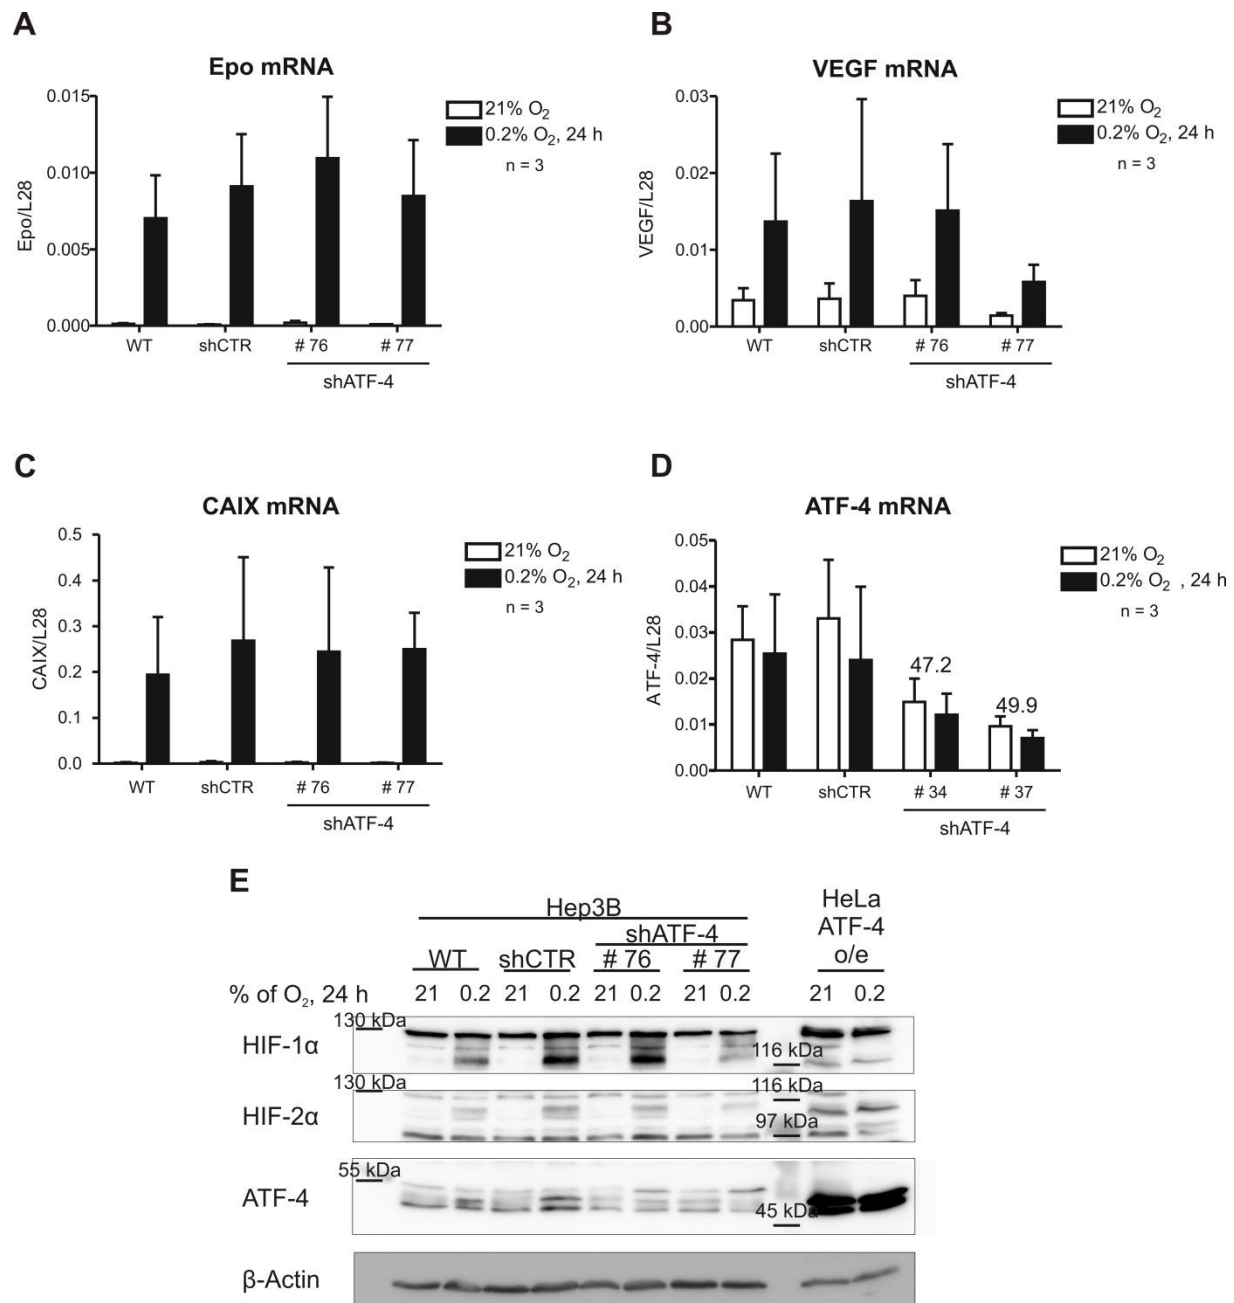 A
Epo mRNA
0.015
0.010
0.005
0.000
Epo/L28
21% O₂
0.2% O₂, 24 h
n = 3
WT shCTR # 76 # 77
shATF-4
B
VEGF mRNA
0.03
0.02
0.01
0.00
VEGF/L28
21% O₂
0.2% O₂, 24 h
n = 3
WT shCTR # 76 # 77
shATF-4
C
CAIX mRNA
0.5
0.4
0.3
0.2
0.1
0.0
CAIX/L28
21% O₂
0.2% O₂, 24 h
n = 3
WT shCTR # 76 # 77
shATF-4
D
ATF-4 mRNA
0.05
0.04
0.03
0.02
0.01
0.00
ATF-4/L28
21% O₂
0.2% O₂ , 24 h
n = 3
47.2
49.9
WT shCTR # 34 # 37
shATF-4
E
Hep3B
HeLa
ATF-4
o/e
shATF-4
WT shCTR # 76 # 77
% of O₂, 24 h 21 0.2 21 0.2 21 0.2 21 0.2 21 0.2
130 kDa
HIF-1α
116 kDa
130 kDa
116 kDa
HIF-2α
97 kDa
55 kDa
ATF-4
45 kDa
β-Actin